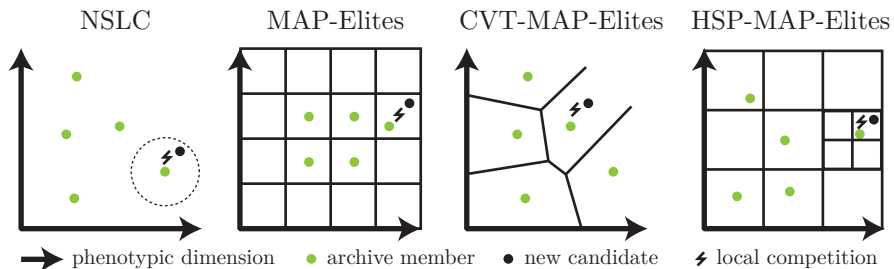 NSLC MAP-Elites CVT-MAP-Elites HSP-MAP-Elites
phenotypic dimension archive member new candidate local competition